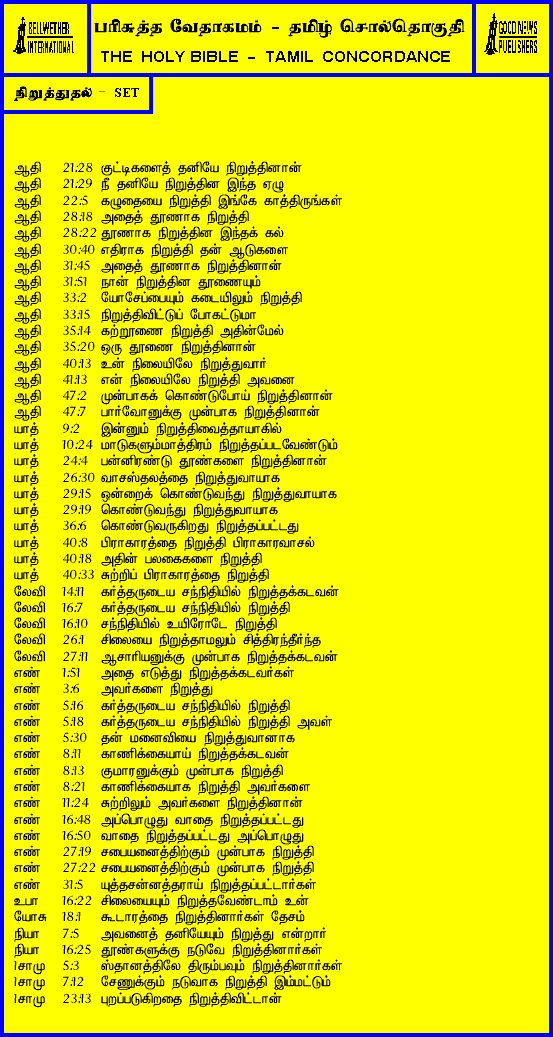 BELLWETHER
INTERNATIONAL
பரிசுத்த வேதாகமம் - தமிழ் சொல்தொகுதி
THE HOLY BIBLE - TAMIL CONCORDANCE
GOOD NEWS
PUBLISHERS
நிறுத்துதல் - SET
ஆதி 21:28 குட்டிகளைத் தனியே நிறுத்தினான்
ஆதி 21:29 நீ தனியே நிறுத்தின இந்த ஏழு
ஆதி 22:5 கழுதையை நிறுத்தி இங்கே காத்திருங்கள்
ஆதி 28:18 அதைத் தூணாக நிறுத்தி
ஆதி 28:22 தூணாக நிறுத்தின இந்தக் கல்
ஆதி 30:40 எதிராக நிறுத்தி தன் ஆடுகளை
ஆதி 31:45 அதைத் தூணாக நிறுத்தினான்
ஆதி 31:51 நான் நிறுத்தின தூணையும்
ஆதி 33:2 யோசேப்பையும் கடையிலும் நிறுத்தி
ஆதி 33:15 நிறுத்திவிட்டுப் போகட்டுமா
ஆதி 35:14 கற்றூணை நிறுத்தி அதின்மேல்
ஆதி 35:20 ஒரு தூணை நிறுத்தினான்
ஆதி 40:13 உன் நிலையிலே நிறுத்துவார்
ஆதி 41:13 என் நிலையிலே நிறுத்தி அவனை
ஆதி 47:2 முன்பாகக் கொண்டுபோய் நிறுத்தினான்
ஆதி 47:7 பார்வோனுக்கு முன்பாக நிறுத்தினான்
யாத் 9:2 இன்னும் நிறுத்திவைத்தாயாகில்
யாத் 10:24 மாடுகளும்மாத்திரம் நிறுத்தப்படவேண்டும்
யாத் 24:4 பன்னிரண்டு தூண்களை நிறுத்தினான்
யாத் 26:30 வாசஸ்தலத்தை நிறுத்துவாயாக
யாத் 29:15 ஒன்றைக் கொண்டுவந்து நிறுத்துவாயாக
யாத் 29:19 கொண்டுவந்து நிறுத்துவாயாக
யாத் 36:6 கொண்டுவருகிறது நிறுத்தப்பட்டது
யாத் 40:8 பிராகாரத்தை நிறுத்தி பிராகாரவாசல்
யாத் 40:18 அதின் பலகைகளை நிறுத்தி
யாத் 40:33 சுற்றிப் பிராகாரத்தை நிறுத்தி
லேவி 14:11 கர்த்தருடைய சந்நிதியில் நிறுத்தக்கடவன்
லேவி 16:7 கர்த்தருடைய சந்நிதியில் நிறுத்தி
லேவி 16:10 சந்நிதியில் உயிரோடே நிறுத்தி
லேவி 26:1 சிலையை நிறுத்தாமலும் சித்திரந்தீர்ந்த
லேவி 27:11 ஆசாரியனுக்கு முன்பாக நிறுத்தக்கடவன்
எண் 1:51 அதை எடுத்து நிறுத்தக்கடவர்கள்
எண் 3:6 அவர்களை நிறுத்து
எண் 5:16 கர்த்தருடைய சந்நிதியில் நிறுத்தி
எண் 5:18 கர்த்தருடைய சந்நிதியில் நிறுத்தி அவள்
எண் 5:30 தன் மனைவியை நிறுத்துவானாக
எண் 8:11 காணிக்கையாய் நிறுத்தக்கடவன்
எண் 8:13 குமாரனுக்கும் முன்பாக நிறுத்தி
எண் 8:21 காணிக்கையாக நிறுத்தி அவர்களை
எண் 11:24 சுற்றிலும் அவர்களை நிறுத்தினான்
எண் 16:48 அப்பொழுது வாதை நிறுத்தப்பட்டது
எண் 16:50 வாதை நிறுத்தப்பட்டது அப்பொழுது
எண் 27:19 சபையனைத்திற்கும் முன்பாக நிறுத்தி
எண் 27:22 சபையனைத்திற்கும் முன்பாக நிறுத்தி
எண் 31:5 யுத்தசன்னத்தராய் நிறுத்தப்பட்டார்கள்
உபா 16:22 சிலையையும் நிறுத்தவேண்டாம் உன்
யோசு 18:1 கூடாரத்தை நிறுத்தினார்கள் தேசம்
நியா 7:5 அவனைத் தனியேயும் நிறுத்து என்றார்
நியா 16:25 தூண்களுக்கு நடுவே நிறுத்தினார்கள்
1சாமு 5:3 ஸ்தானத்திலே திரும்பவும் நிறுத்தினார்கள்
1சாமு 7:12 சேணுக்கும் நடுவாக நிறுத்தி இம்மட்டும்
1சாமு 23:13 புறப்படுகிறதை நிறுத்திவிட்டான்